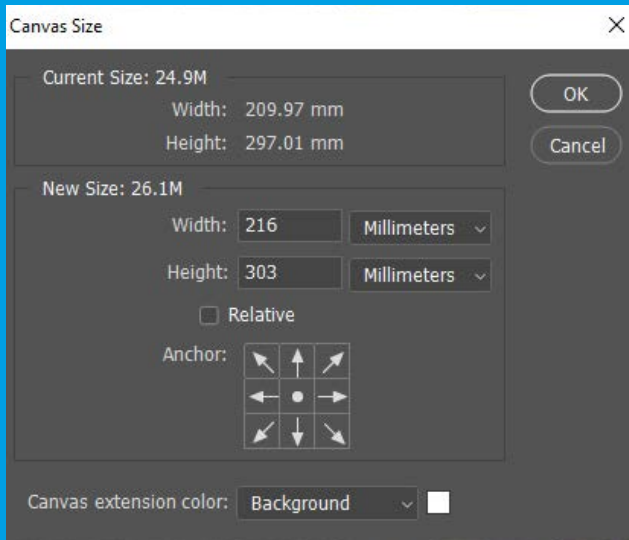 Canvas Size
Current Size: 24.9M
OK
Width: 209.97 mm
Height: 297.01 mm
Cancel
New Size: 26.1M
Width: 216 Millimeters
Height: 303 Millimeters
Relative
Anchor:
Canvas extension color: Background